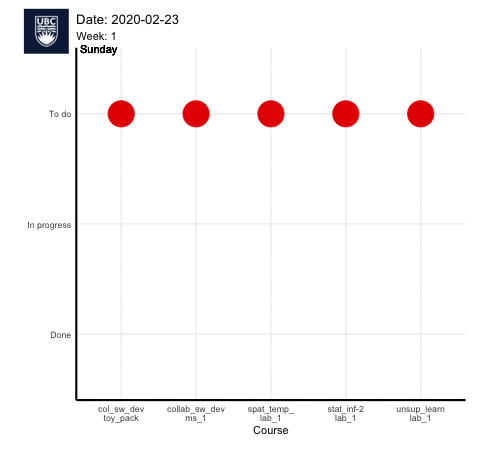 UBC
Date: 2020-02-23
Week: 1
Sunday
To do
In progress
Done
col_sw_dev
toy_pack
collab_sw_dev
ms_1
spat_temp_
lab_1
stat_inf-2
lab_1
unsup_learn
lab_1
Course